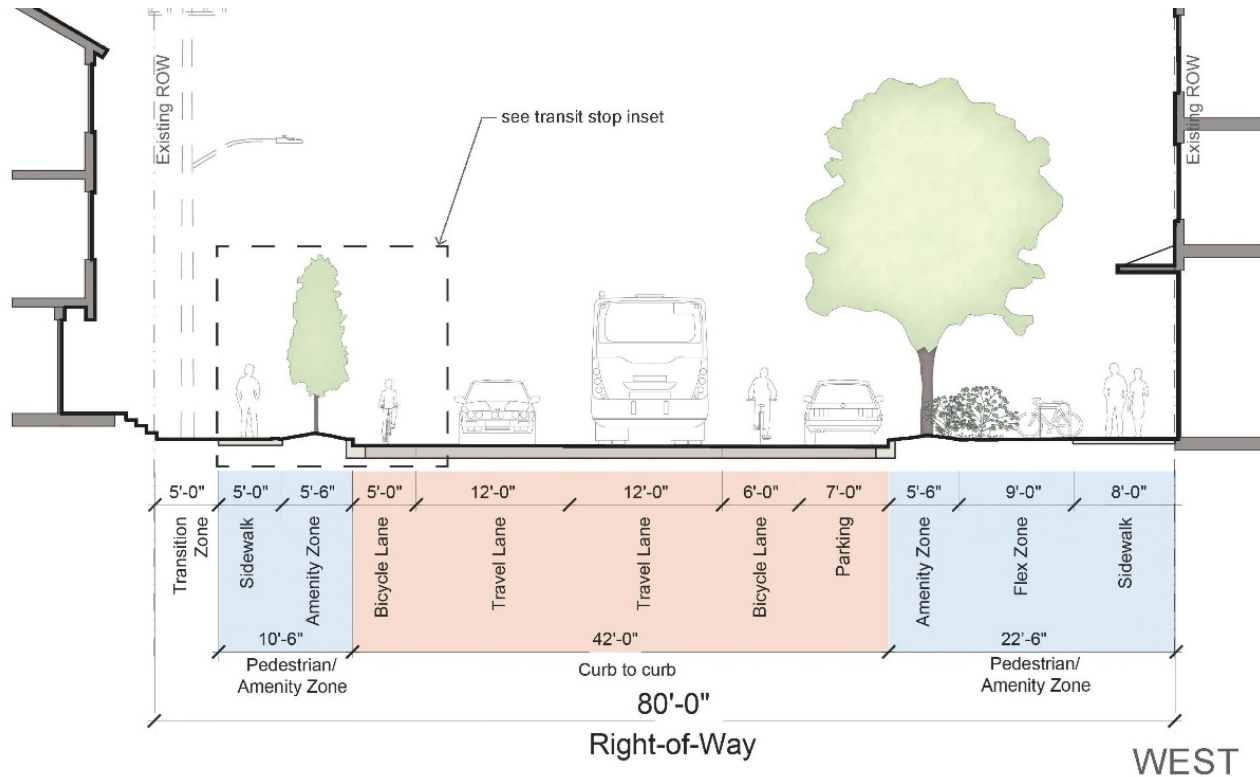 Existing ROW
Existing ROW
see transit stop inset
5'-0"
5'-0"
5'-6"
5'-0"
12'-0"
12'-0"
6'-0"
7'-0"
5'-6"
9'-0"
8'-0"
Transition
Zone
Sidewalk
Amenity Zone
Bicycle Lane
Travel Lane
Travel Lane
Bicycle Lane
Parking
Amenity Zone
Flex Zone
Sidewalk
10'-6"
42'-0"
22'-6"
Pedestrian/
Amenity Zone
Curb to curb
Pedestrian/
Amenity Zone
80'-0"
Right-of-Way
WEST